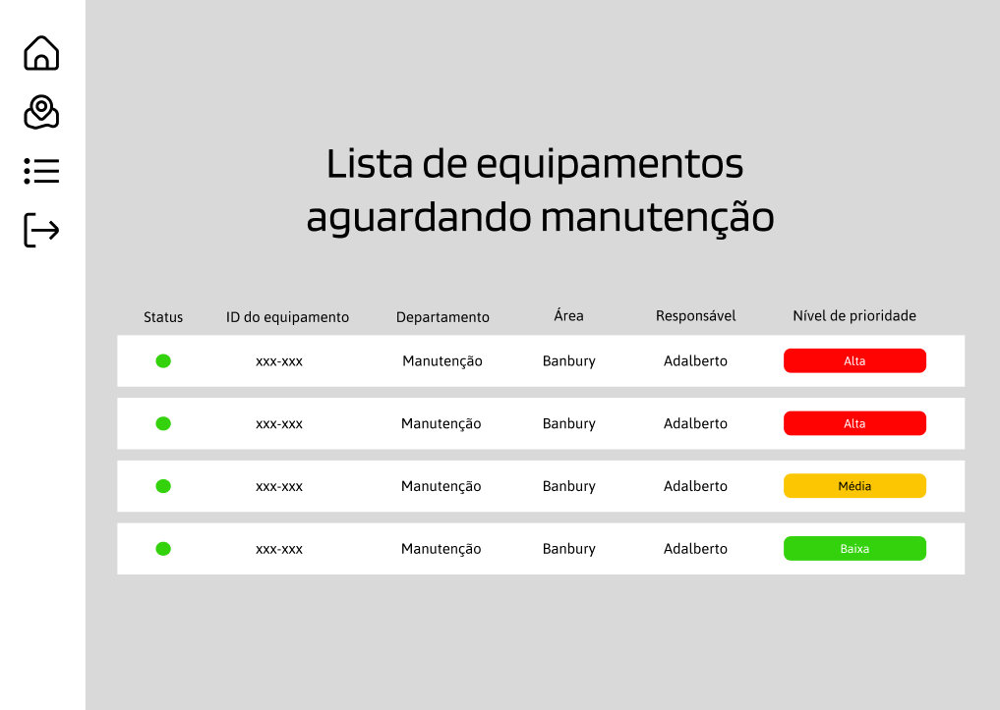 Lista de equipamentos
aguardando manutenção
Status ID do equipamento Departamento Área Responsável Nível de prioridade
xxx-xxx Manutenção Banbury Adalberto Alta
xxx-xxx Manutenção Banbury Adalberto Alta
xxx-xxx Manutenção Banbury Adalberto Média
xxx-xxx Manutenção Banbury Adalberto Baixa